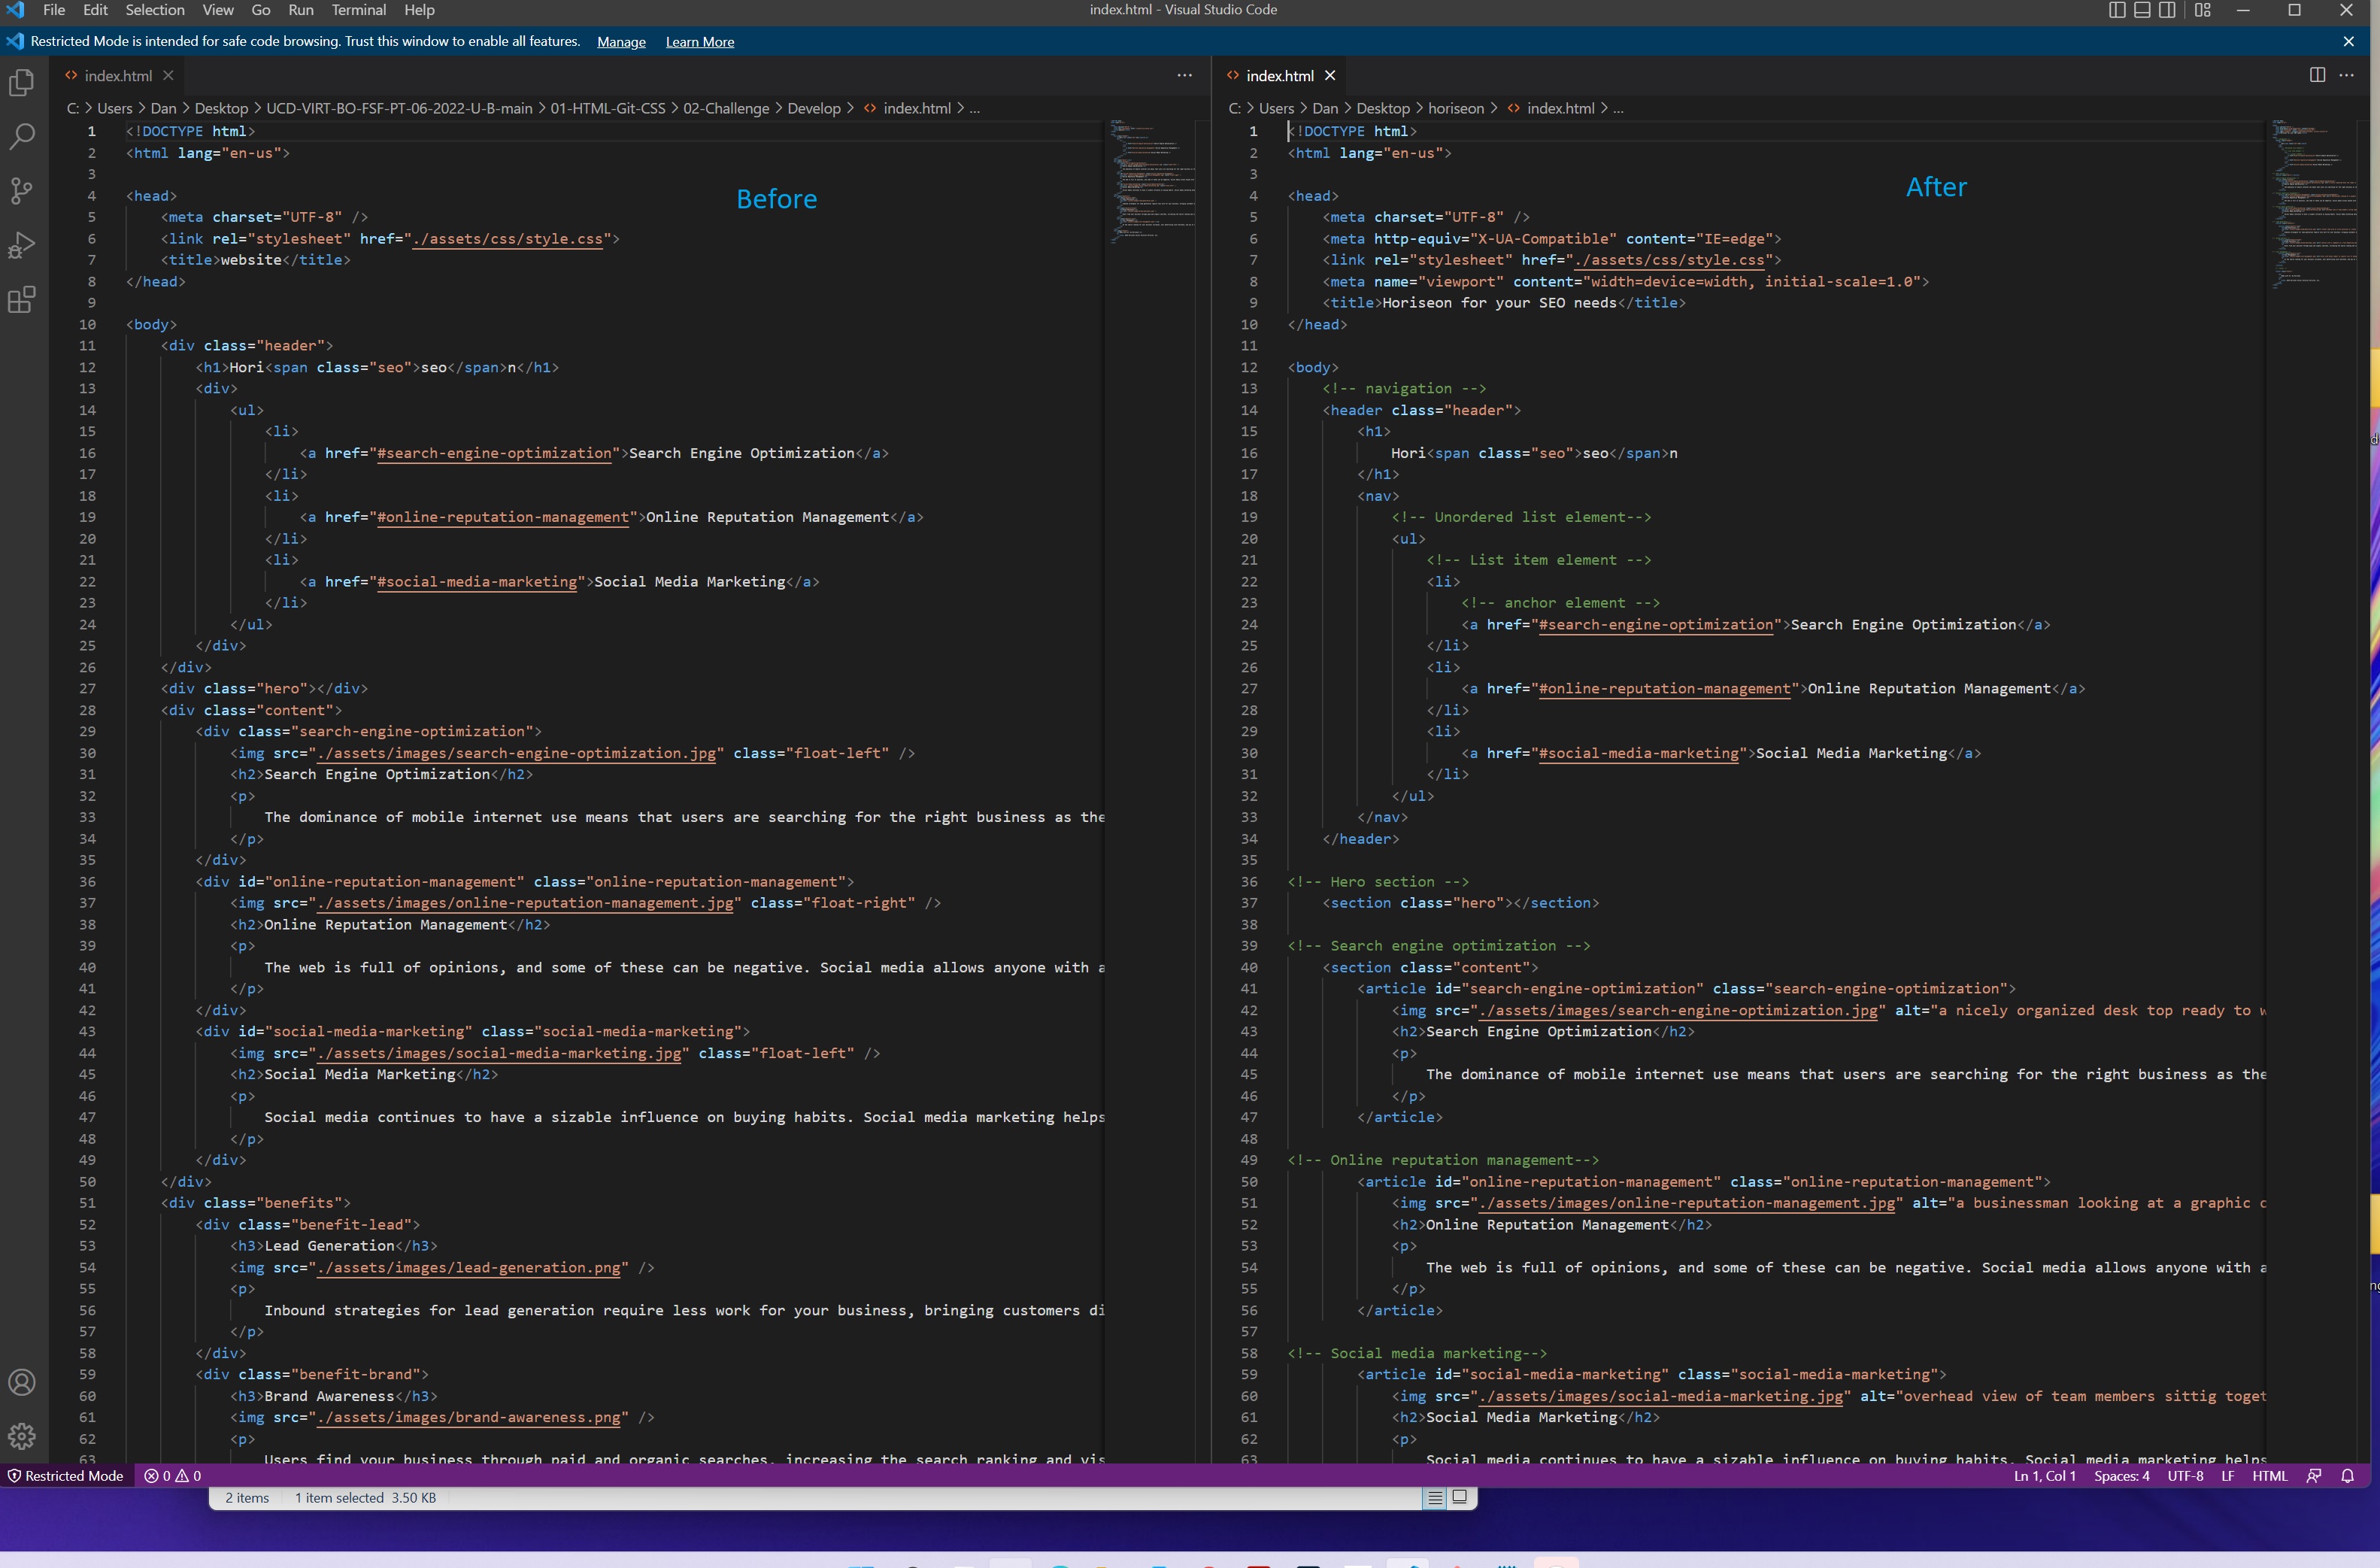 File Edit Selection View Go Run Terminal Help
index.html - Visual Studio Code
Restricted Mode is intended for safe code browsing. Trust this window to enable all features. Manage Learn More
index.html
C: > Users > Dan > Desktop > UCD-VIRT-BO-FSF-PT-06-2022-U-B-main > 01-HTML-Git-CSS > 02-Challenge > Develop > index.html > ...
Before
1 <!DOCTYPE html>
2 <html lang="en-us">
3
4 <head>
5 <meta charset="UTF-8" />
6 <link rel="stylesheet" href="./assets/css/style.css">
7 <title>website</title>
8 </head>
9
10 <body>
11 <div class="header">
12 <h1>Hori<span class="seo">seo</span>n</h1>
13 <div>
14 <ul>
15 <li>
16 <a href="#search-engine-optimization">Search Engine Optimization</a>
17 </li>
18 <li>
19 <a href="#online-reputation-management">Online Reputation Management</a>
20 </li>
21 <li>
22 <a href="#social-media-marketing">Social Media Marketing</a>
23 </li>
24 </ul>
25 </div>
26 </div>
27 <div class="hero"></div>
28 <div class="content">
29 <div class="search-engine-optimization">
30 <img src="./assets/images/search-engine-optimization.jpg" class="float-left" />
31 <h2>Search Engine Optimization</h2>
32 <p>
33 The dominance of mobile internet use means that users are searching for the right business as the
34 </p>
35 </div>
36 <div id="online-reputation-management" class="online-reputation-management">
37 <img src="./assets/images/online-reputation-management.jpg" class="float-right" />
38 <h2>Online Reputation Management</h2>
39 <p>
40 The web is full of opinions, and some of these can be negative. Social media allows anyone with a
41 </p>
42 </div>
43 <div id="social-media-marketing" class="social-media-marketing">
44 <img src="./assets/images/social-media-marketing.jpg" class="float-left" />
45 <h2>Social Media Marketing</h2>
46 <p>
47 Social media continues to have a sizable influence on buying habits. Social media marketing helps
48 </p>
49 </div>
50 </div>
51 <div class="benefits">
52 <div class="benefit-lead">
53 <h3>Lead Generation</h3>
54 <img src="./assets/images/lead-generation.png" />
55 <p>
56 Inbound strategies for lead generation require less work for your business, bringing customers di
57 </p>
58 </div>
59 <div class="benefit-brand">
60 <h3>Brand Awareness</h3>
61 <img src="./assets/images/brand-awareness.png" />
62 <p>
63 Users find your business through paid and organic searches, increasing the search ranking and vis
index.html
C: > Users > Dan > Desktop > horiseon > index.html > ...
After
1 <!DOCTYPE html>
2 <html lang="en-us">
3
4 <head>
5 <meta charset="UTF-8" />
6 <meta http-equiv="X-UA-Compatible" content="IE=edge">
7 <link rel="stylesheet" href="./assets/css/style.css">
8 <meta name="viewport" content="width=device=width, initial-scale=1.0">
9 <title>Horiseon for your SEO needs</title>
10 </head>
11
12 <body>
13 <!-- navigation -->
14 <header class="header">
15 <h1>
16 Hori<span class="seo">seo</span>n
17 </h1>
18 <nav>
19 <!-- Unordered list element-->
20 <ul>
21 <!-- List item element -->
22 <li>
23 <!-- anchor element -->
24 <a href="#search-engine-optimization">Search Engine Optimization</a>
25 </li>
26 <li>
27 <a href="#online-reputation-management">Online Reputation Management</a>
28 </li>
29 <li>
30 <a href="#social-media-marketing">Social Media Marketing</a>
31 </li>
32 </ul>
33 </nav>
34 </header>
35
36 <!-- Hero section -->
37 <section class="hero"></section>
38
39 <!-- Search engine optimization -->
40 <section class="content">
41 <article id="search-engine-optimization" class="search-engine-optimization">
42 <img src="./assets/images/search-engine-optimization.jpg" alt="a nicely organized desk top ready to w
43 <h2>Search Engine Optimization</h2>
44 <p>
45 The dominance of mobile internet use means that users are searching for the right business as the
46 </p>
47 </article>
48
49 <!-- Online reputation management-->
50 <article id="online-reputation-management" class="online-reputation-management">
51 <img src="./assets/images/online-reputation-management.jpg" alt="a businessman looking at a graphic c
52 <h2>Online Reputation Management</h2>
53 <p>
54 The web is full of opinions, and some of these can be negative. Social media allows anyone with a
55 </p>
56 </article>
57
58 <!-- Social media marketing-->
59 <article id="social-media-marketing" class="social-media-marketing">
60 <img src="./assets/images/social-media-marketing.jpg" alt="overhead view of team members sittig toget
61 <h2>Social Media Marketing</h2>
62 <p>
63 Social media continues to have a sizable influence on buying habits. Social media marketing helps
Restricted Mode 0 0 Ln 1, Col 1 Spaces: 4 UTF-8 LF HTML
2 items 1 item selected 3.50 KB